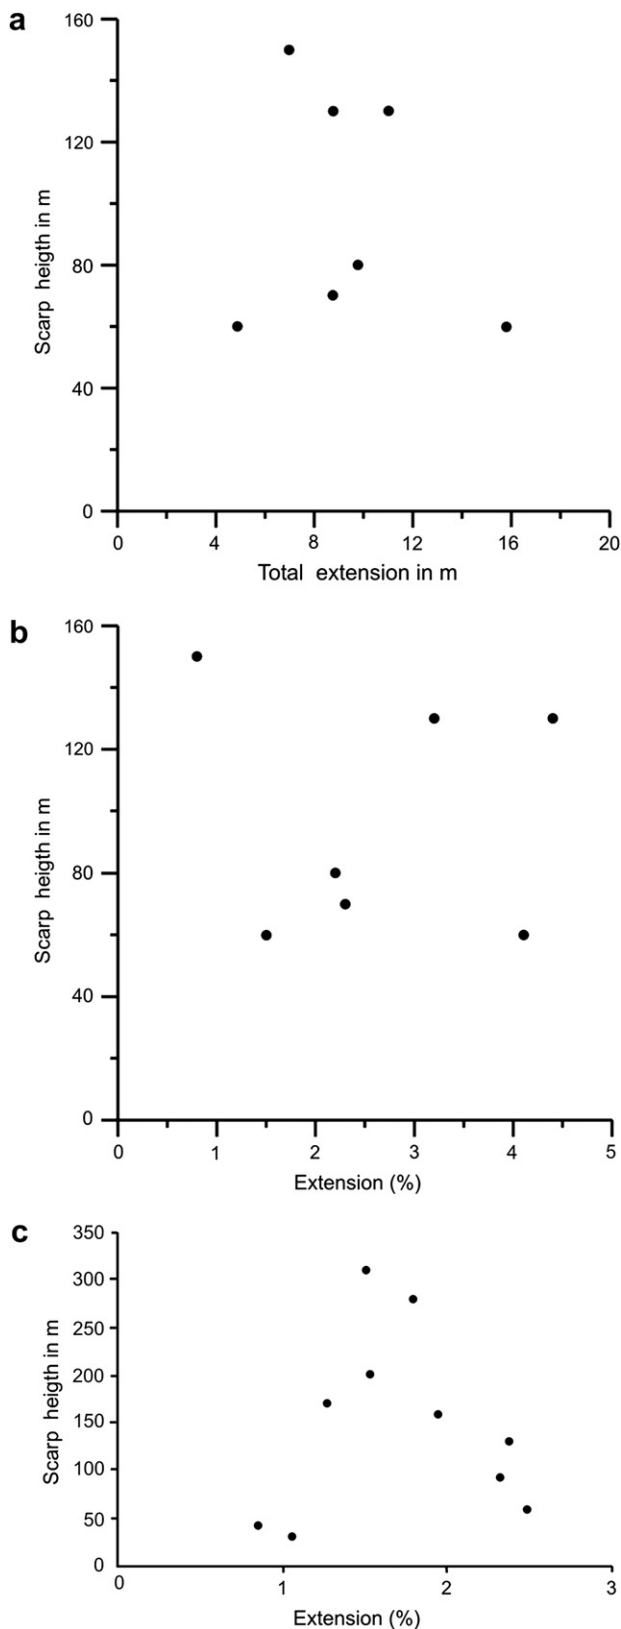 a
160
120
80
40
0
Scarp heigth in m
0 4 8 12 16 20
Total extension in m
b
160
120
80
40
0
Scarp heigth in m
0 1 2 3 4 5
Extension (%)
c
350
300
250
200
150
100
50
0
Scarp heigth in m
0 1 2 3
Extension (%)